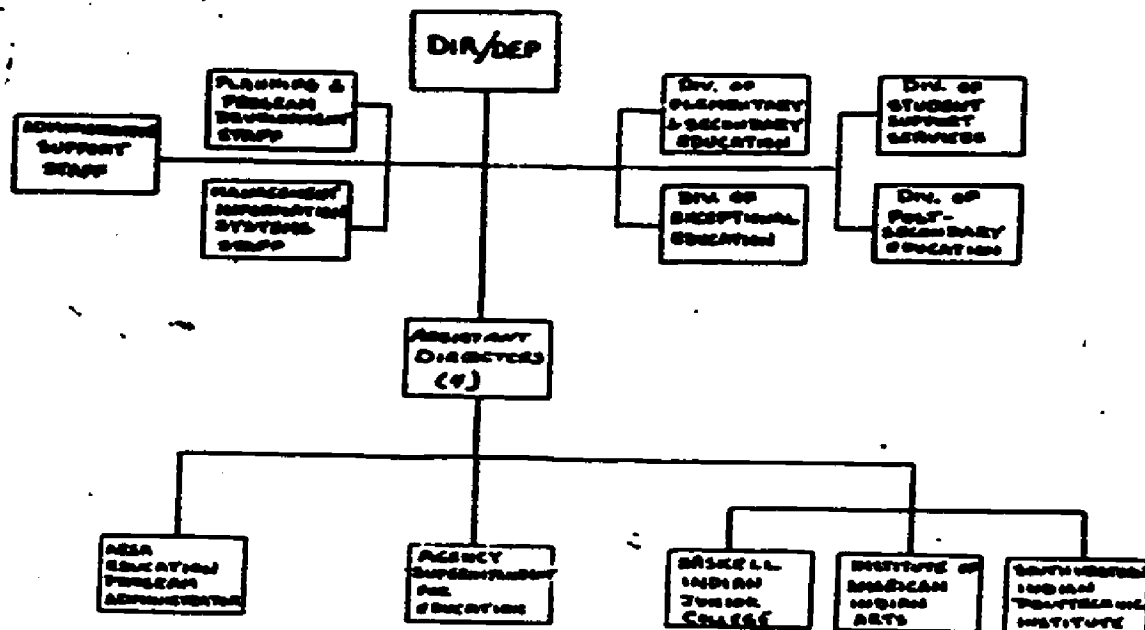 DIR/DEP
PLANNING &
PROGRAM
DEVELOPMENT
STAFF
ADMINISTRATIVE
SUPPORT
STAFF
MANAGEMENT
INFORMATION
SYSTEMS
STAFF
DIV. OF
ELEMENTARY
& SECONDARY
EDUCATION
DIV. OF
STUDENT
SUPPORT
SERVICES
DIV. OF
EXCEPTIONAL
EDUCATION
DIV. OF
POST-
SECONDARY
EDUCATION
ASSISTANT
DIRECTORS
(4)
AREA
EDUCATION
PROGRAM
ADMINISTRATOR
AGENCY
SUPERINTENDENT
FOR
EDUCATION
HASKELL
INDIAN
JUNIOR
COLLEGE
INSTITUTE OF
AMERICAN
INDIAN
ARTS
SOUTHWESTERN
INDIAN
POLYTECHNIC
INSTITUTE